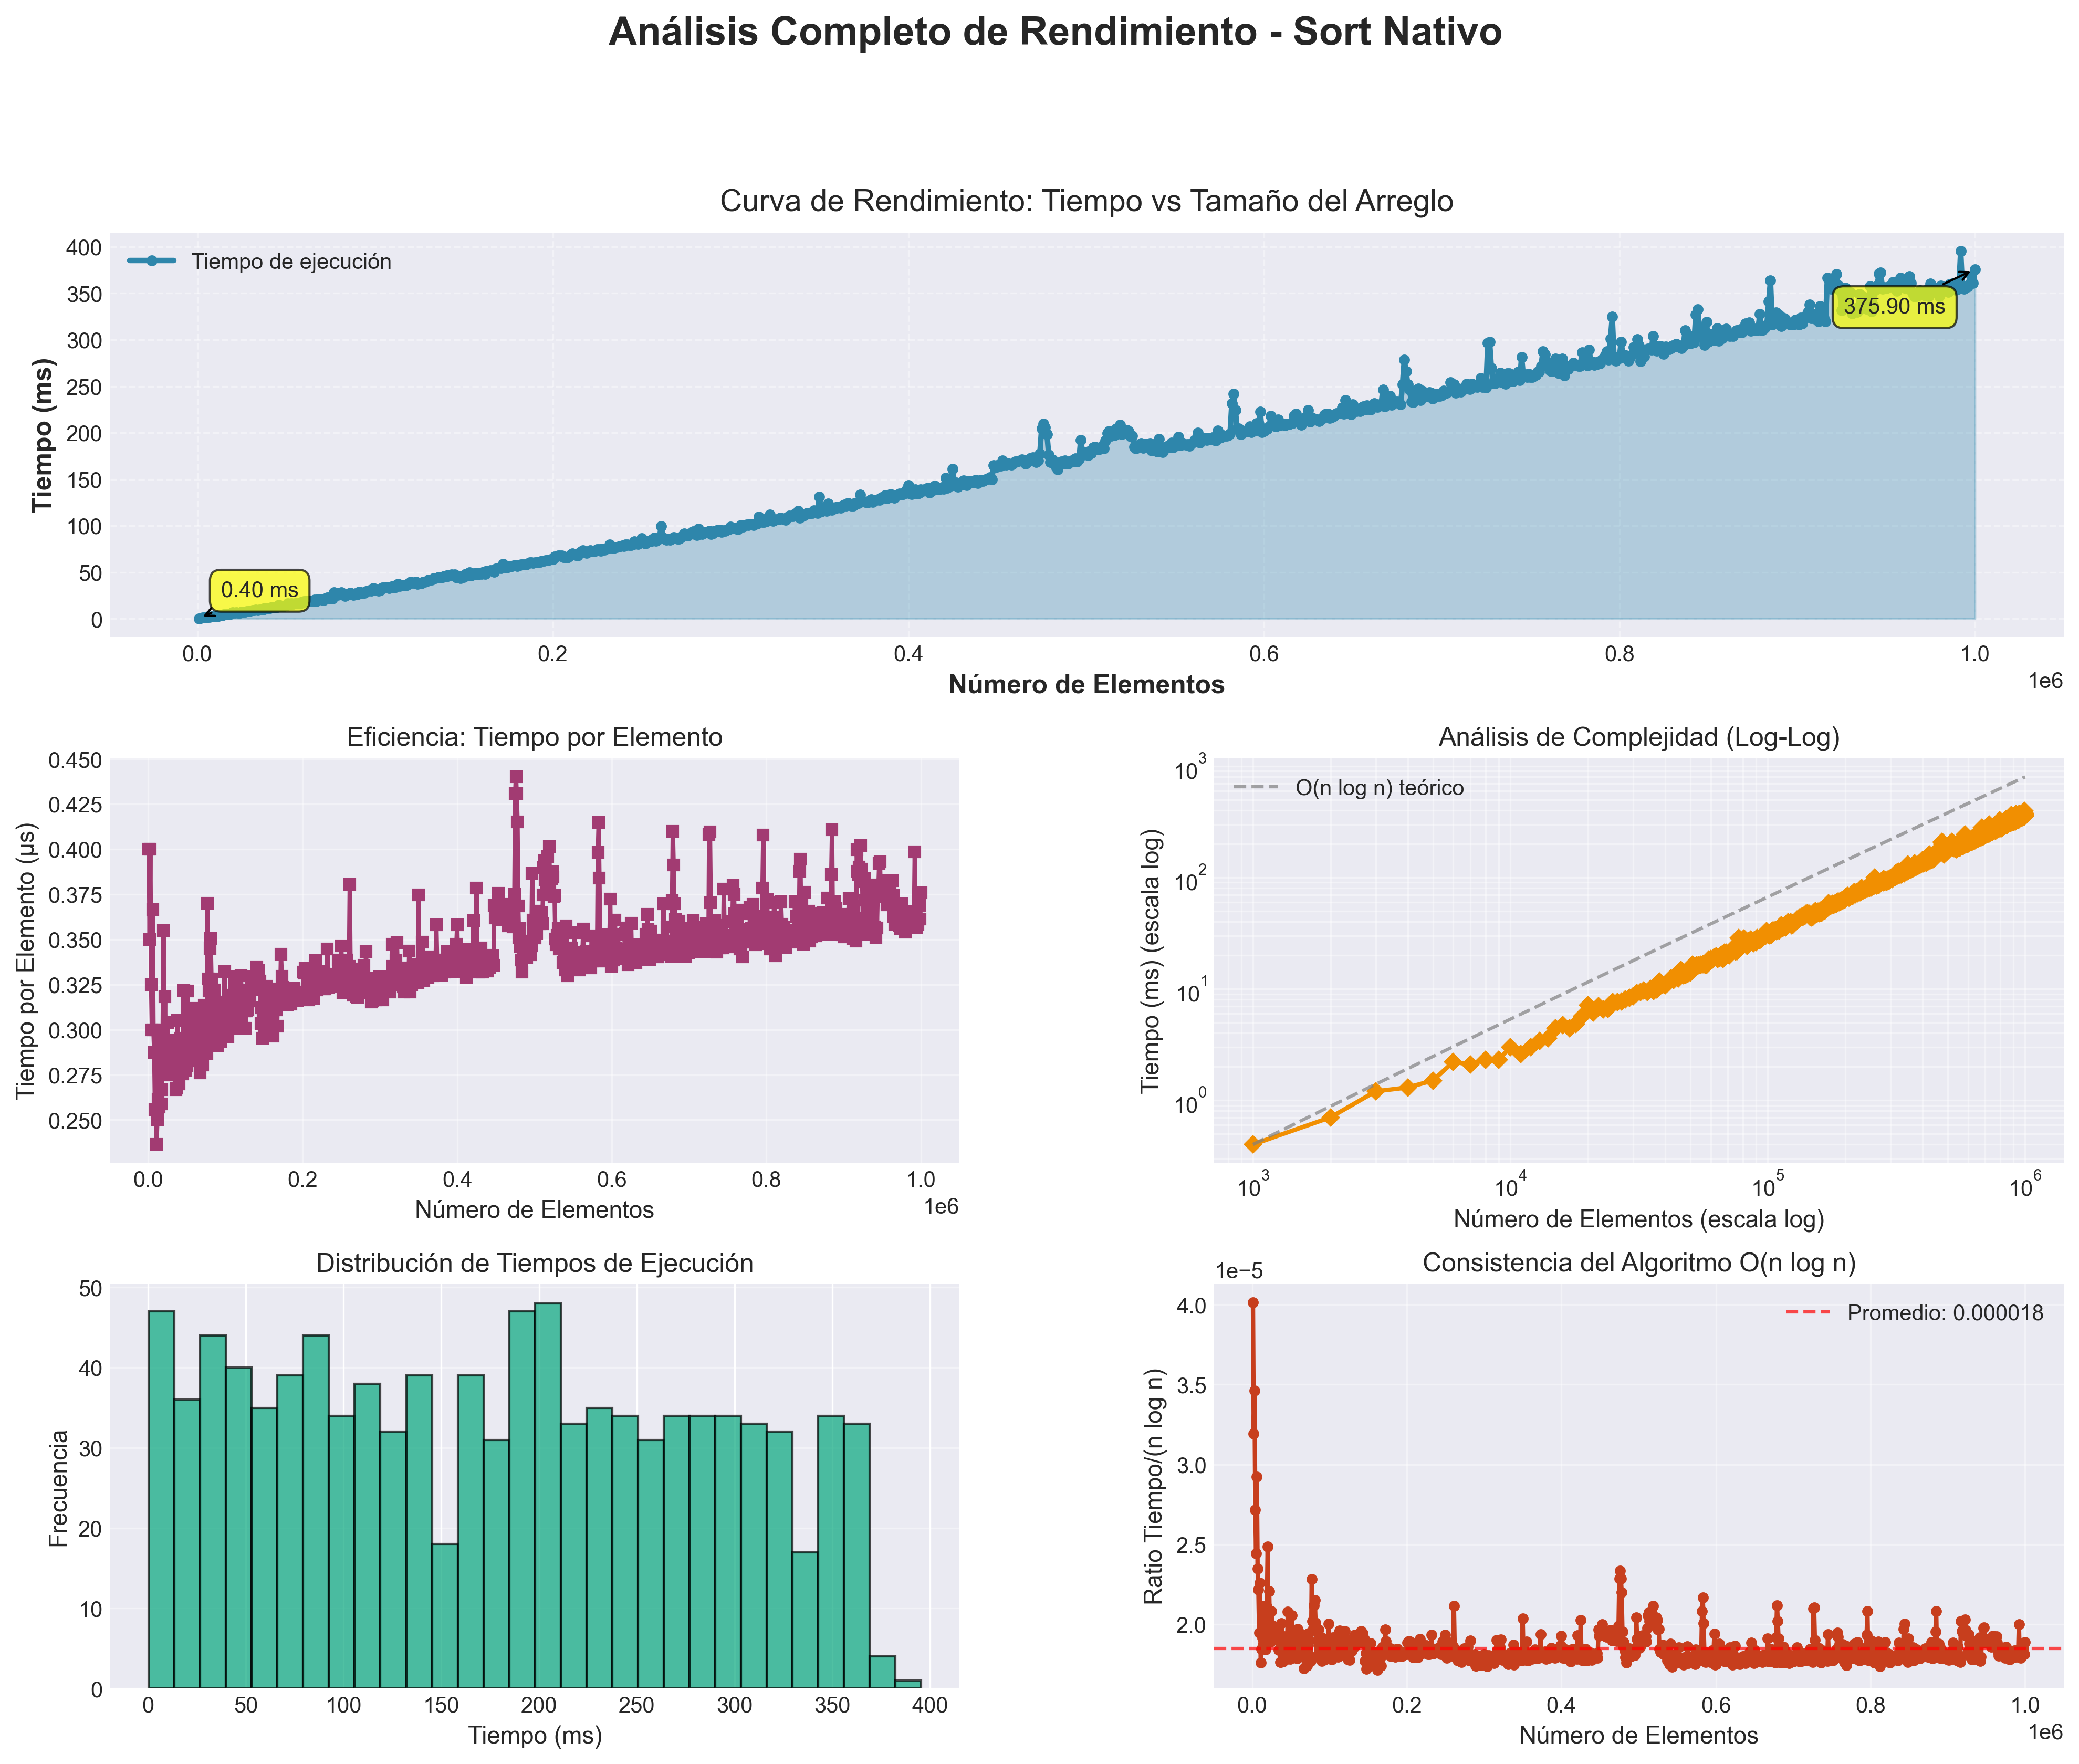 Análisis Completo de Rendimiento - Sort Nativo
Curva de Rendimiento: Tiempo vs Tamaño del Arreglo
Tiempo (ms)
400
350
300
250
200
150
100
50
0
Tiempo de ejecución
0.40 ms
375.90 ms
0.0 0.2 0.4 0.6 0.8 1.0
1e6
Número de Elementos
Eficiencia: Tiempo por Elemento
Tiempo por Elemento (µs)
0.450
0.425
0.400
0.375
0.350
0.325
0.300
0.275
0.250
0.0 0.2 0.4 0.6 0.8 1.0
1e6
Número de Elementos
Análisis de Complejidad (Log-Log)
Tiempo (ms) (escala log)
10³
10²
10¹
10⁰
O(n log n) teórico
10³ 10⁴ 10⁵ 10⁶
Número de Elementos (escala log)
Distribución de Tiempos de Ejecución
Frecuencia
50
40
30
20
10
0
0 50 100 150 200 250 300 350 400
Tiempo (ms)
Consistencia del Algoritmo O(n log n)
1e−5
Ratio Tiempo/(n log n)
4.0
3.5
3.0
2.5
2.0
Promedio: 0.000018
0.0 0.2 0.4 0.6 0.8 1.0
1e6
Número de Elementos